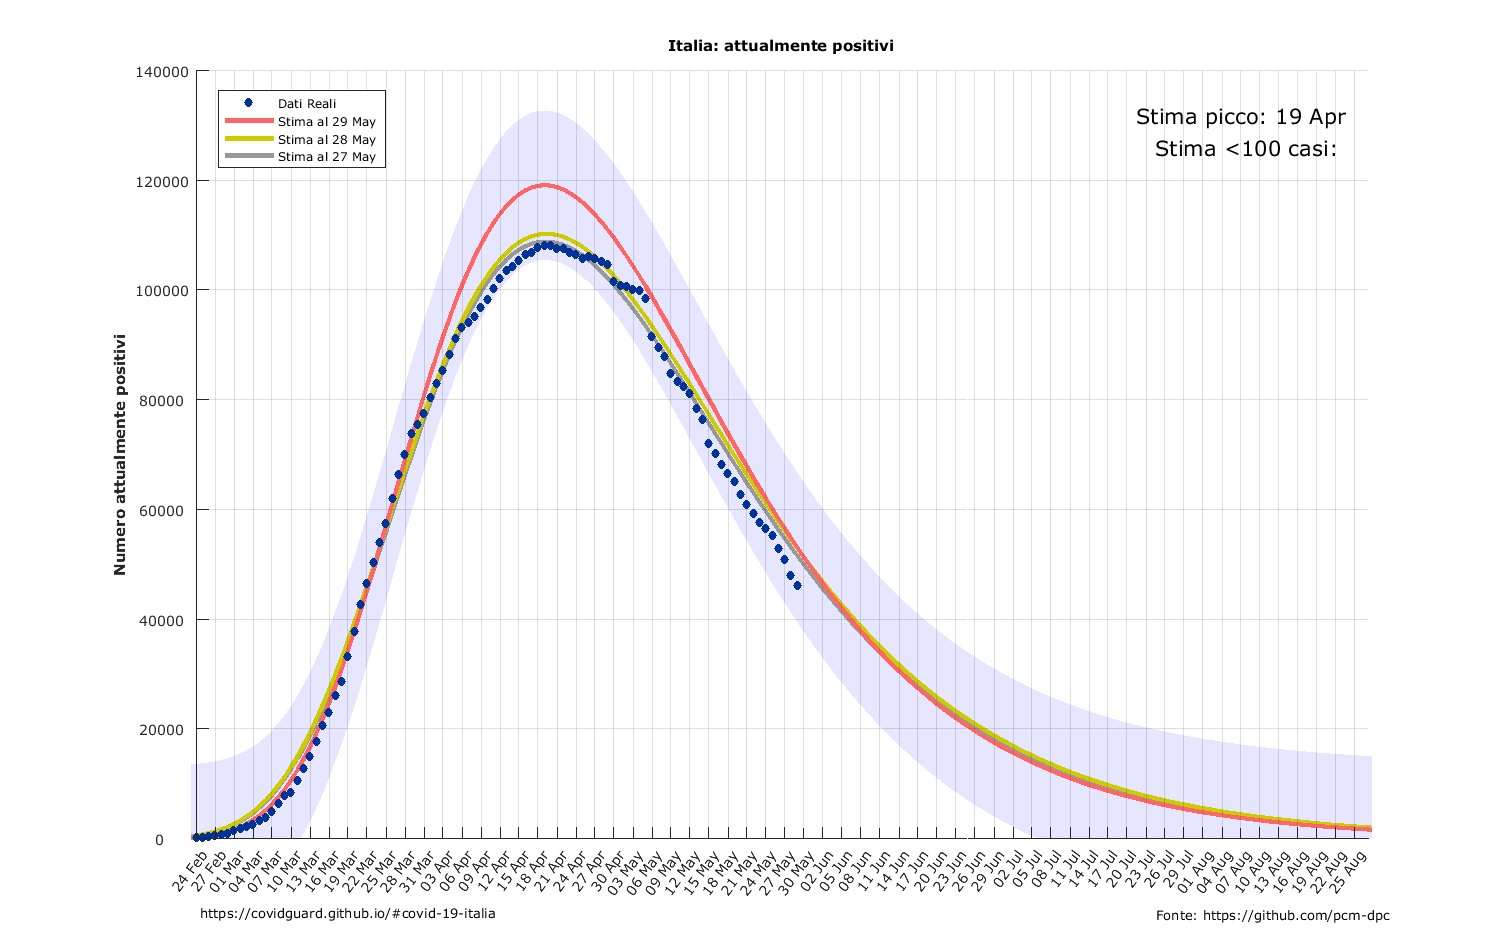 Italia: attualmente positivi
140000
120000
100000
80000
60000
40000
20000
0
Numero attualmente positivi
Dati Reali
Stima al 29 May
Stima al 28 May
Stima al 27 May
Stima picco: 19 Apr
Stima <100 casi:
24 Feb
27 Feb
01 Mar
04 Mar
07 Mar
10 Mar
13 Mar
16 Mar
19 Mar
22 Mar
25 Mar
28 Mar
31 Mar
03 Apr
06 Apr
09 Apr
12 Apr
15 Apr
18 Apr
21 Apr
24 Apr
27 Apr
30 Apr
03 May
06 May
09 May
12 May
15 May
18 May
21 May
24 May
27 May
30 May
02 Jun
05 Jun
08 Jun
11 Jun
14 Jun
17 Jun
20 Jun
23 Jun
26 Jun
29 Jun
02 Jul
05 Jul
08 Jul
11 Jul
14 Jul
17 Jul
20 Jul
23 Jul
26 Jul
29 Jul
01 Aug
04 Aug
07 Aug
10 Aug
13 Aug
16 Aug
19 Aug
22 Aug
25 Aug
https://covidguard.github.io/#covid-19-italia
Fonte: https://github.com/pcm-dpc